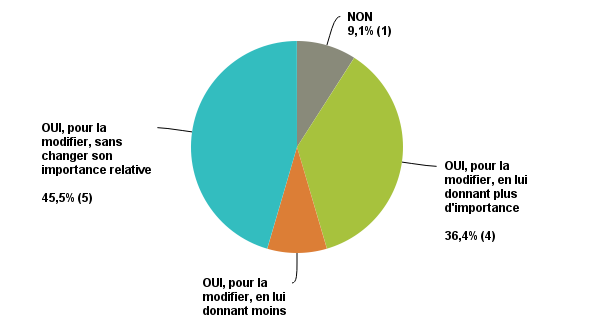 NON
9,1% (1)
OUI, pour la
modifier, en lui
donnant plus
d'importance
36,4% (4)
OUI, pour la
modifier, en lui
donnant moins
OUI, pour la
modifier, sans
changer son
importance relative
45,5% (5)